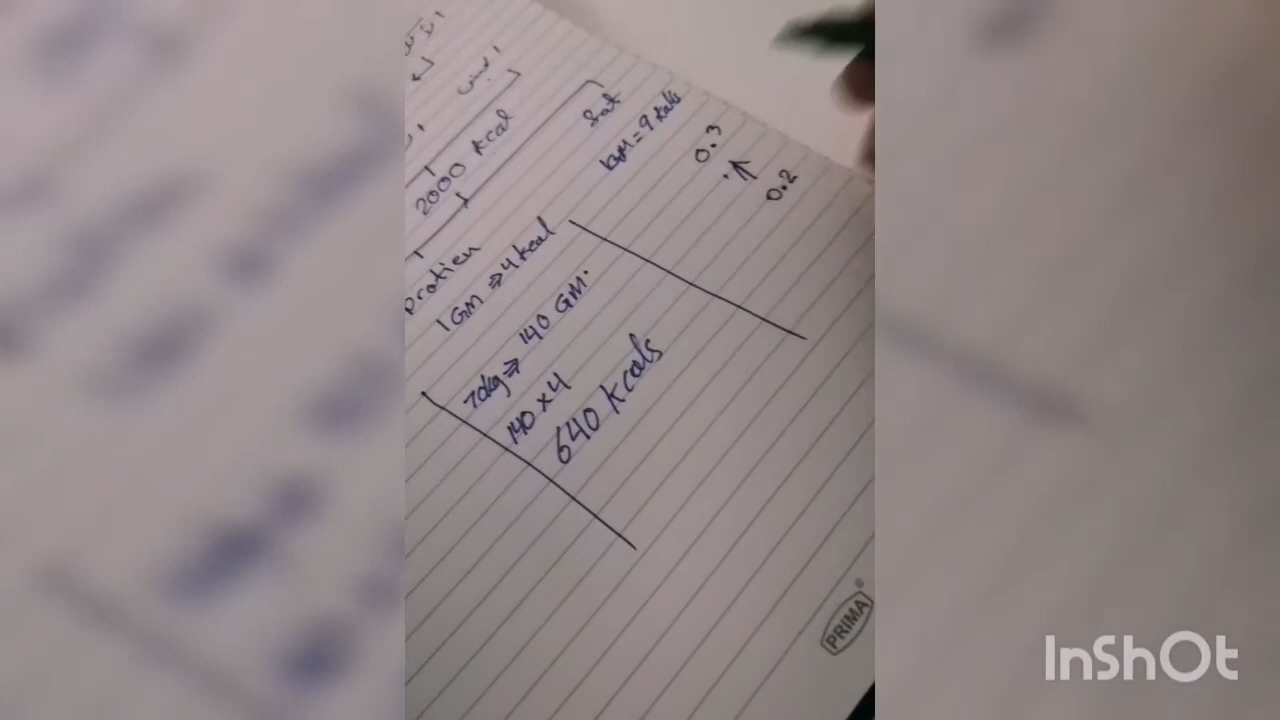 2000 kcal
protien
1GM ⇒ 4 kcal
70kg ⇒ 140 GM.
140 x 4
640 kcals
1GM = 9 kcals
0.3
↑
0.2
PRIMA
InShOt